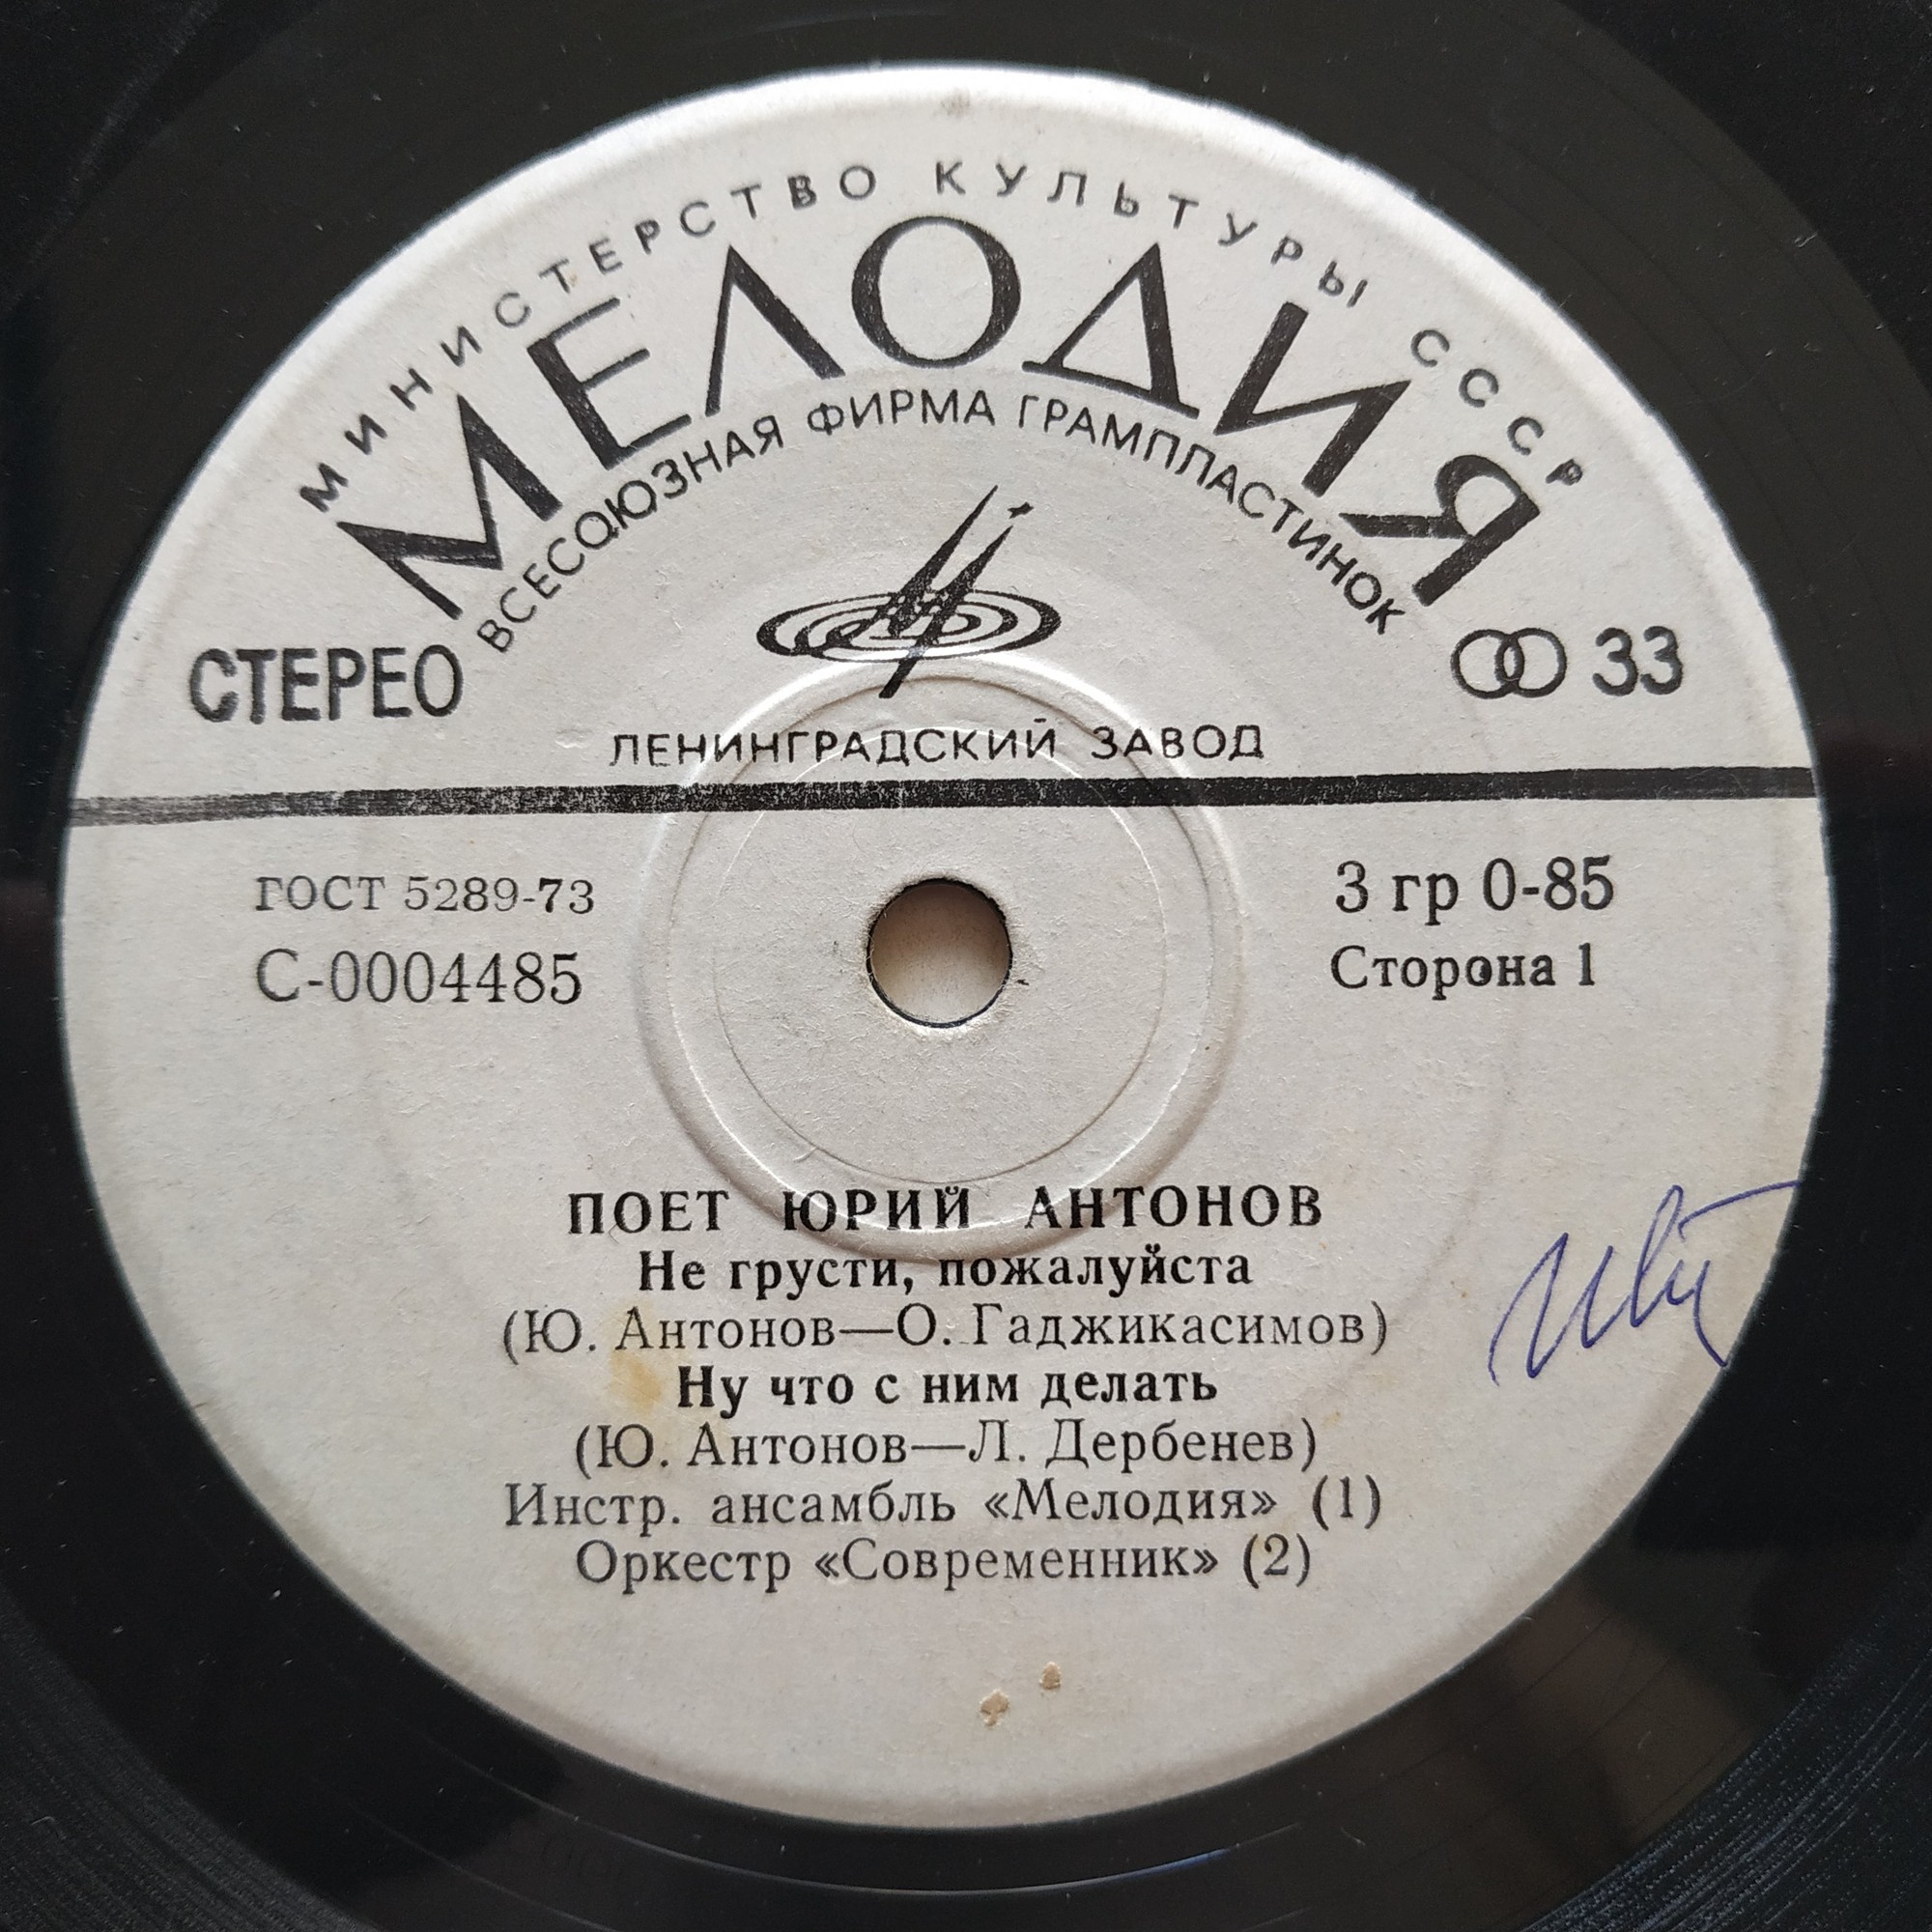 МИНИСТЕРСТВО КУЛЬТУРЫ СССР
МЕЛОДИЯ
ВСЕСОЮЗНАЯ ФИРМА ГРАМПЛАСТИНОК
СТЕРЕО
33
ЛЕНИНГРАДСКИЙ ЗАВОД
ГОСТ 5289-73
3 гр 0-85
С-0004485
Сторона 1
ПОЕТ ЮРИЙ АНТОНОВ
Не грусти, пожалуйста
(Ю. Антонов—О. Гаджикасимов)
Ну что с ним делать
(Ю. Антонов—Л. Дербенев)
Инстр. ансамбль «Мелодия» (1)
Оркестр «Современник» (2)